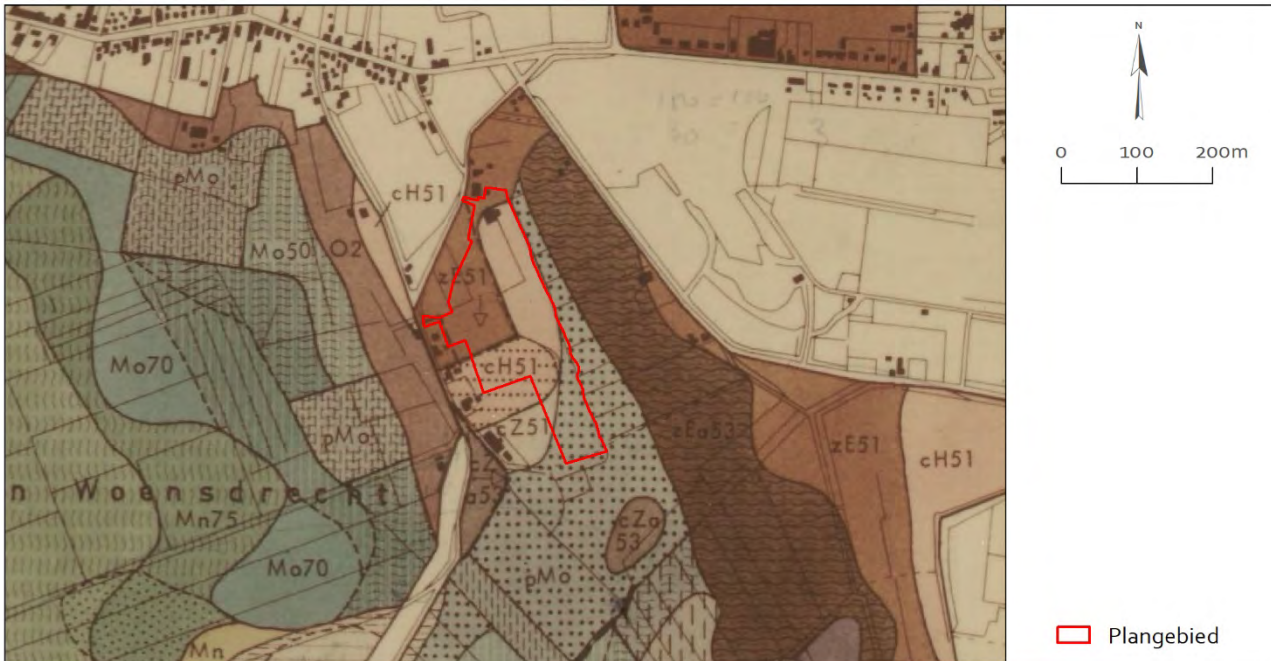 N
0 100 200m
cH51
pMo
Mo50
O2
zE51
Mo70
cH51
cZ51
pMo
zE51
cH51
n Woensdrecht
Mn75
cZa
53
Mo70
pMo
Mn
Plangebied